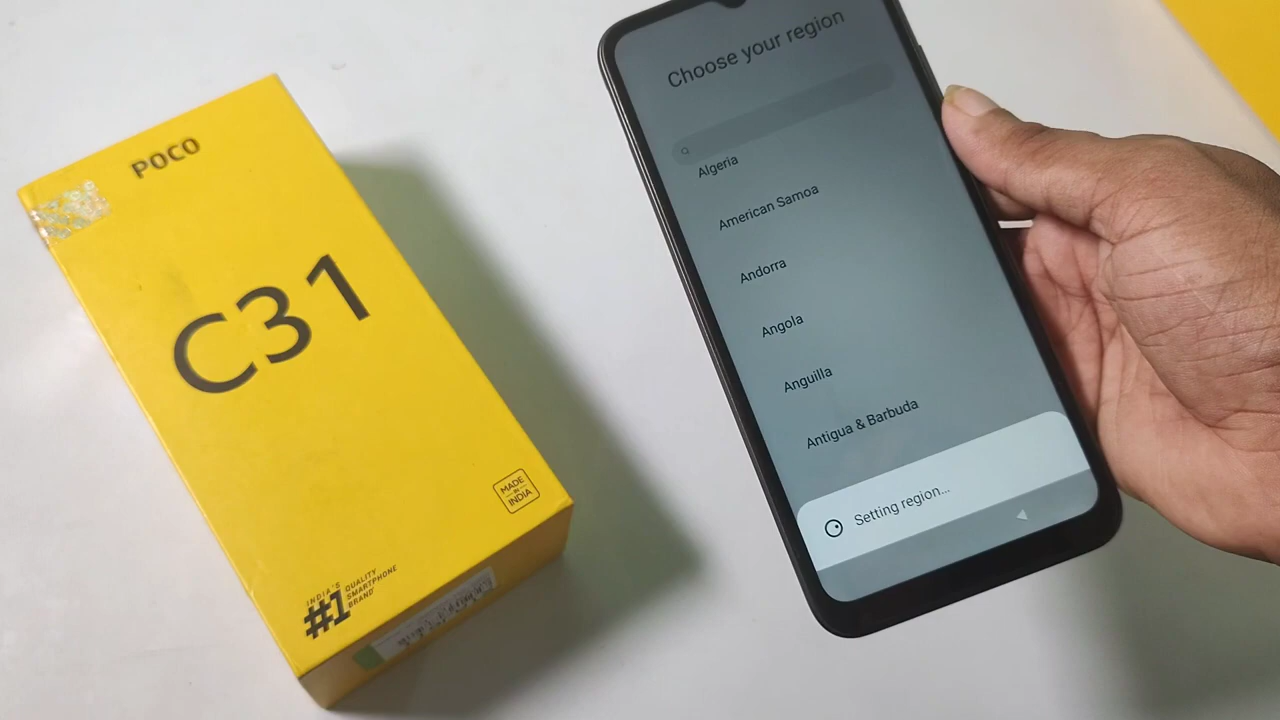 POCO
C31
MADE
IN
INDIA
INDIA'S
#1 QUALITY
SMARTPHONE
BRAND
Choose your region
Algeria
American Samoa
Andorra
Angola
Anguilla
Antigua & Barbuda
Setting region...